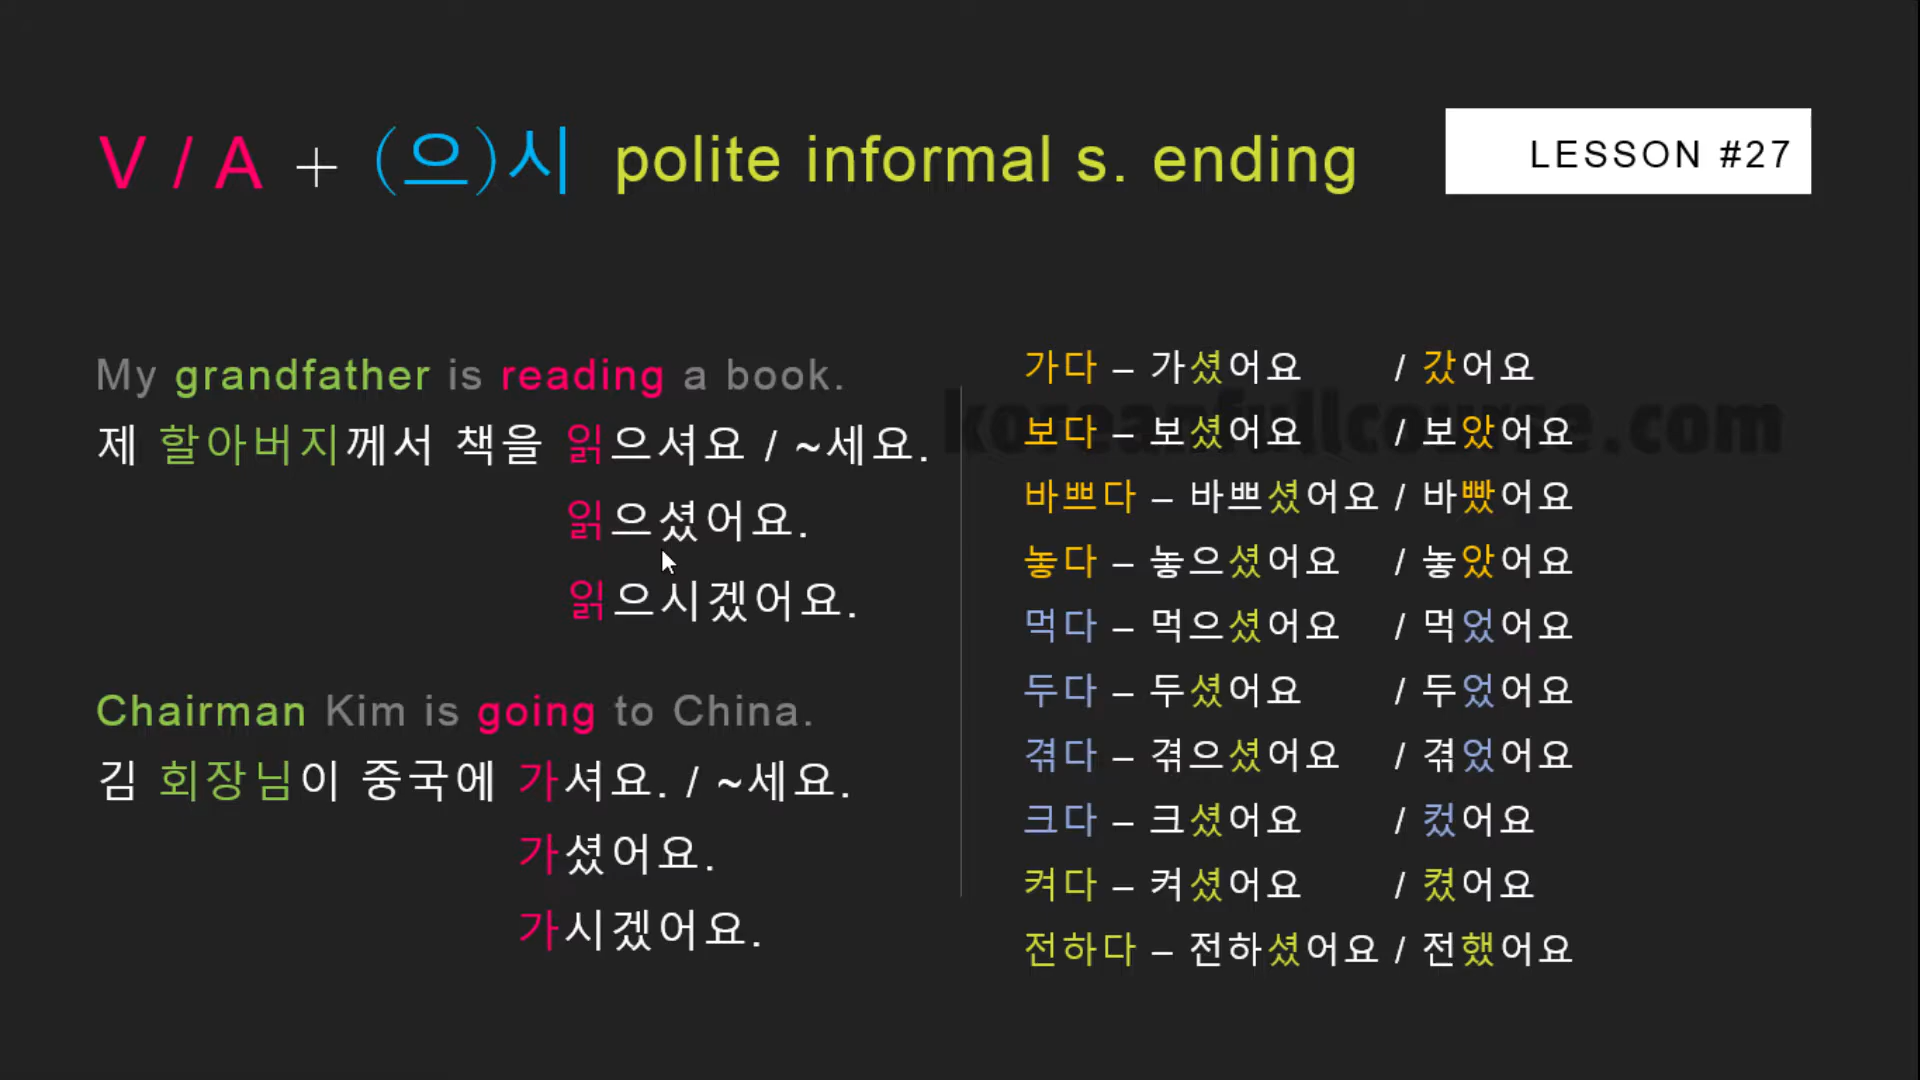 V / A + (으)시 polite informal s. ending
LESSON #27
My grandfather is reading a book.
제 할아버지께서 책을 읽으셔요 / ~세요.
읽으셨어요.
읽으시겠어요.
Chairman Kim is going to China.
김 회장님이 중국에 가셔요. / ~세요.
가셨어요.
가시겠어요.
koreanfullcourse.com
가다 – 가셨어요 / 갔어요
보다 – 보셨어요 / 보았어요
바쁘다 – 바쁘셨어요 / 바빴어요
놓다 – 놓으셨어요 / 놓았어요
먹다 – 먹으셨어요 / 먹었어요
두다 – 두셨어요 / 두었어요
겪다 – 겪으셨어요 / 겪었어요
크다 – 크셨어요 / 컸어요
켜다 – 켜셨어요 / 켰어요
전하다 – 전하셨어요 / 전했어요